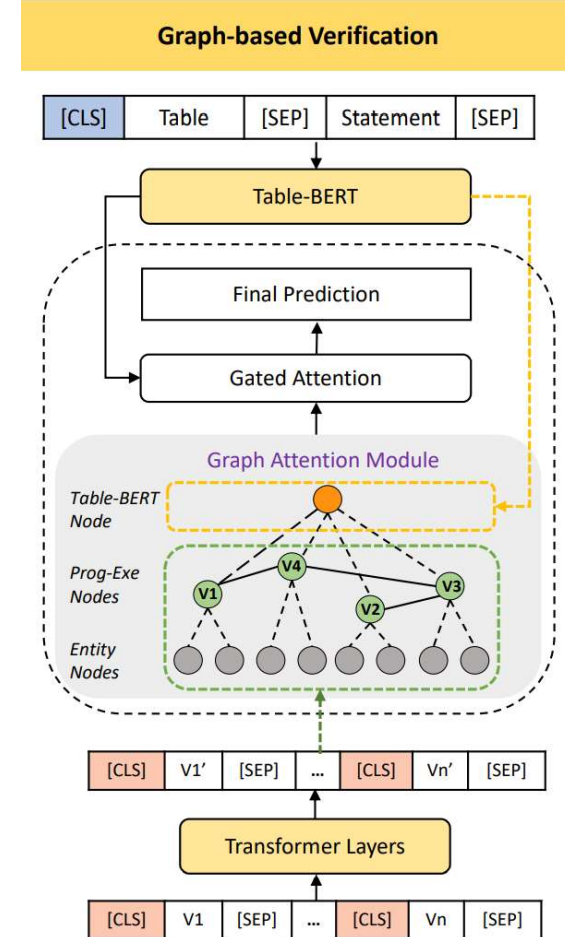 Graph-based Verification
[CLS] Table [SEP] Statement [SEP]
Table-BERT
Final Prediction
Gated Attention
Graph Attention Module
Table-BERT
Node
Prog-Exe
Nodes
V4
V1
V3
V2
Entity
Nodes
[CLS] V1’ [SEP] ... [CLS] Vn’ [SEP]
Transformer Layers
[CLS] V1 [SEP] ... [CLS] Vn [SEP]